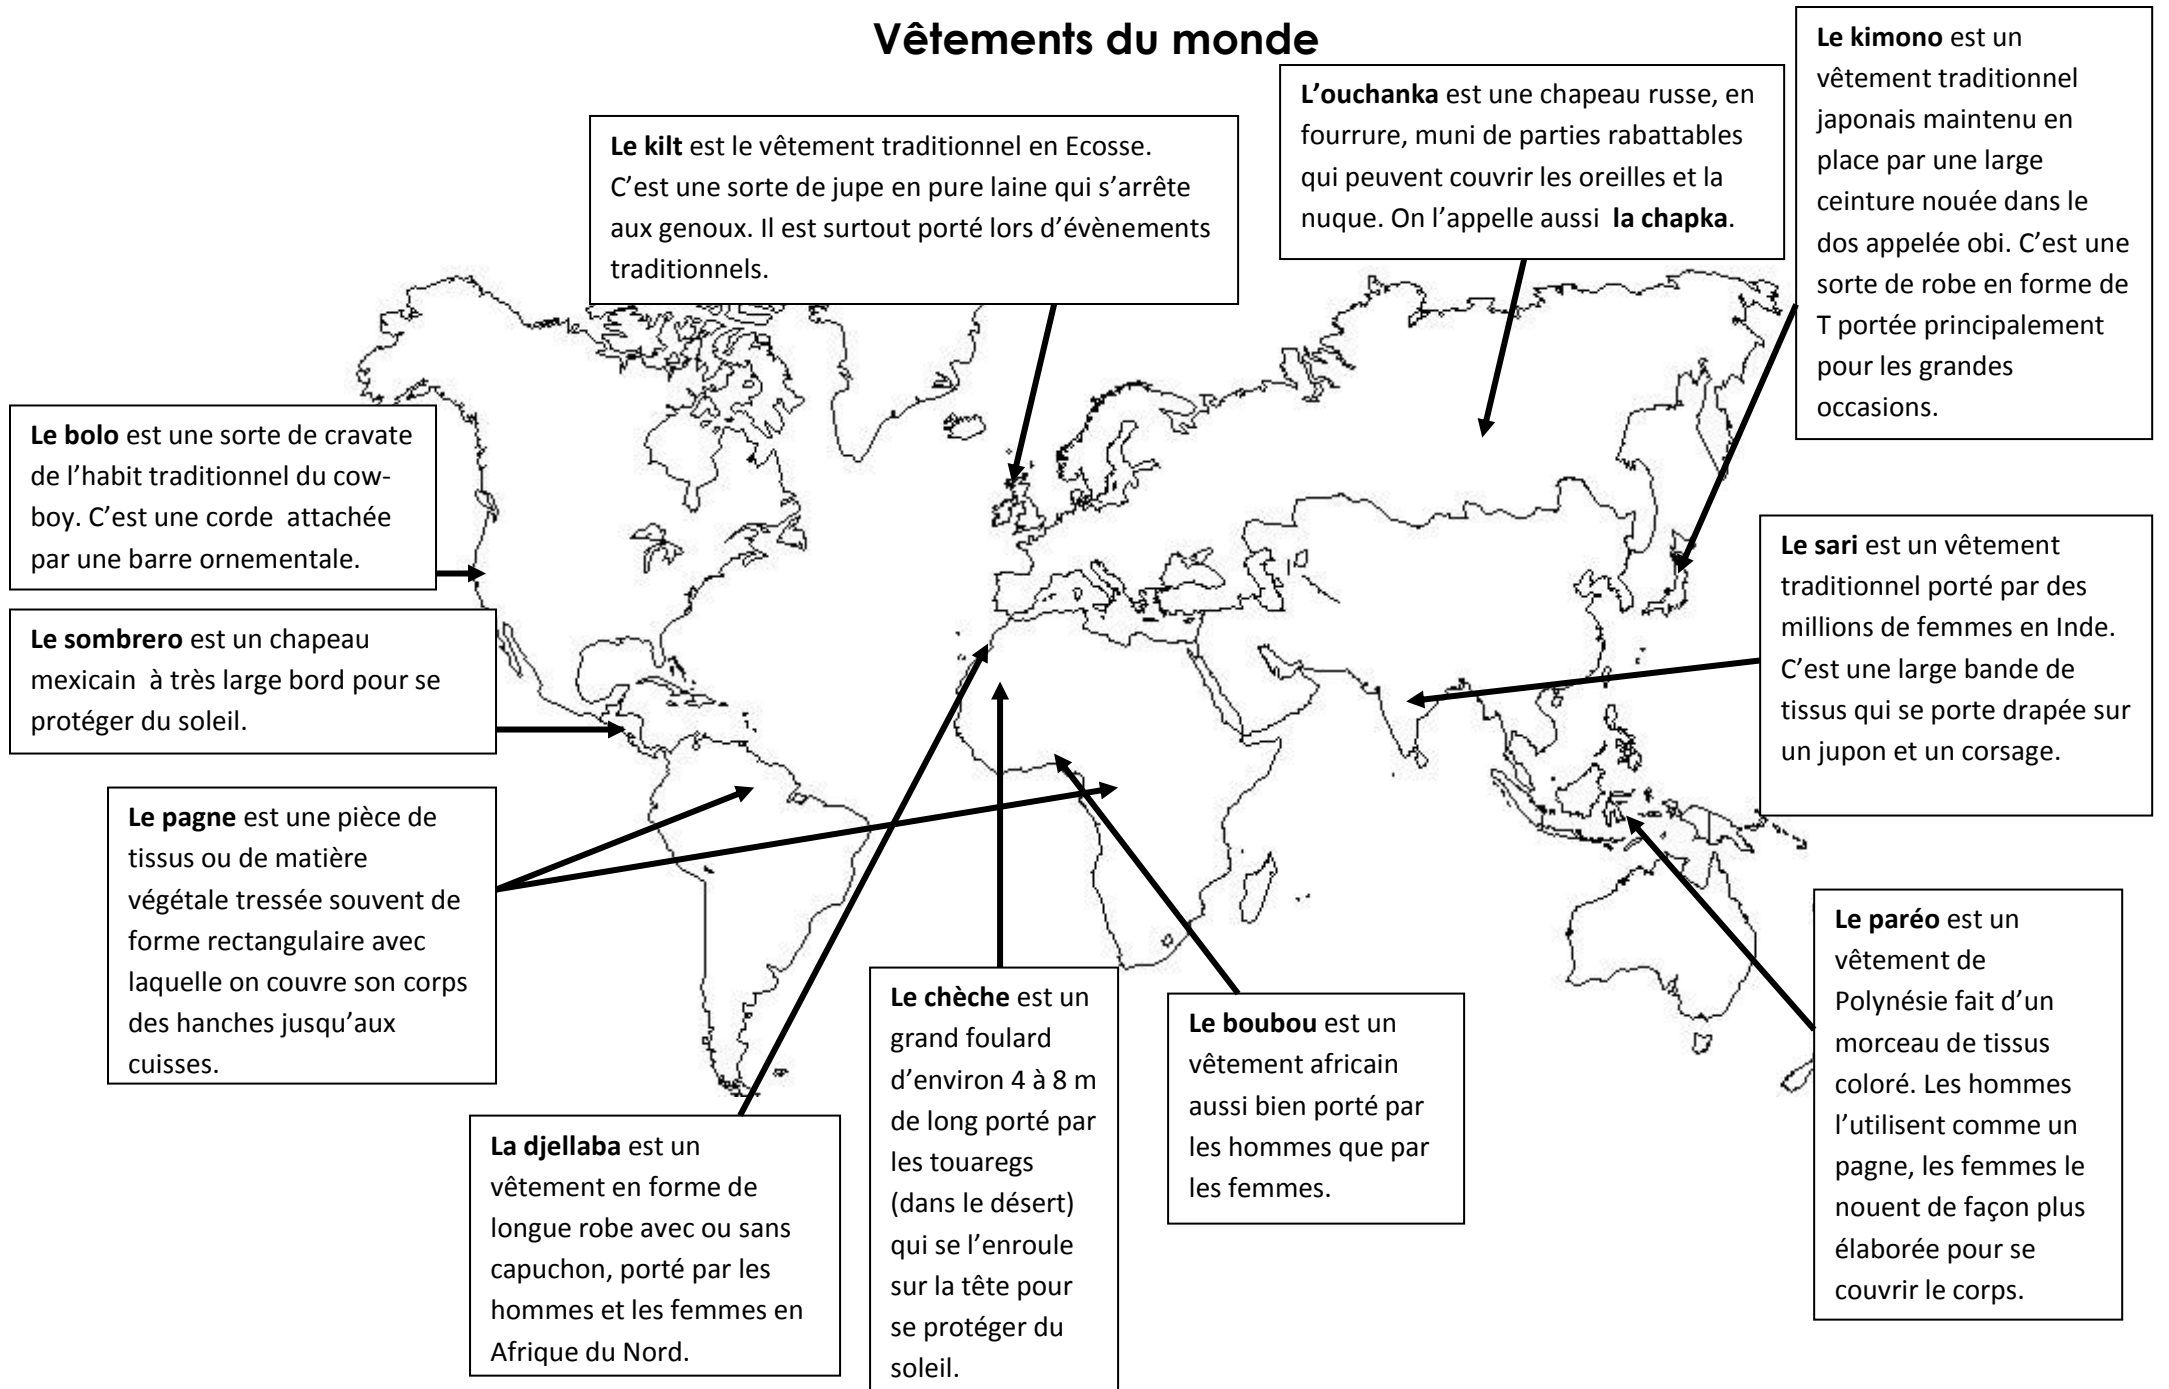 Vêtements du monde
Le kilt est le vêtement traditionnel en Ecosse.
C’est une sorte de jupe en pure laine qui s’arrête
aux genoux. Il est surtout porté lors d’évènements
traditionnels.
L’ouchanka est une chapeau russe, en
fourrure, muni de parties rabattables
qui peuvent couvrir les oreilles et la
nuque. On l’appelle aussi la chapka.
Le kimono est un
vêtement traditionnel
japonais maintenu en
place par une large
ceinture nouée dans le
dos appelée obi. C’est une
sorte de robe en forme de
T portée principalement
pour les grandes
occasions.
Le bolo est une sorte de cravate
de l’habit traditionnel du cow-
boy. C’est une corde attachée
par une barre ornementale.
Le sombrero est un chapeau
mexicain à très large bord pour se
protéger du soleil.
Le sari est un vêtement
traditionnel porté par des
millions de femmes en Inde.
C’est une large bande de
tissus qui se porte drapée sur
un jupon et un corsage.
Le pagne est une pièce de
tissus ou de matière
végétale tressée souvent de
forme rectangulaire avec
laquelle on couvre son corps
des hanches jusqu’aux
cuisses.
La djellaba est un
vêtement en forme de
longue robe avec ou sans
capuchon, porté par les
hommes et les femmes en
Afrique du Nord.
Le chèche est un
grand foulard
d’environ 4 à 8 m
de long porté par
les touaregs
(dans le désert)
qui se l’enroule
sur la tête pour
se protéger du
soleil.
Le boubou est un
vêtement africain
aussi bien porté par
les hommes que par
les femmes.
Le paréo est un
vêtement de
Polynésie fait d’un
morceau de tissus
coloré. Les hommes
l’utilisent comme un
pagne, les femmes le
nouent de façon plus
élaborée pour se
couvrir le corps.